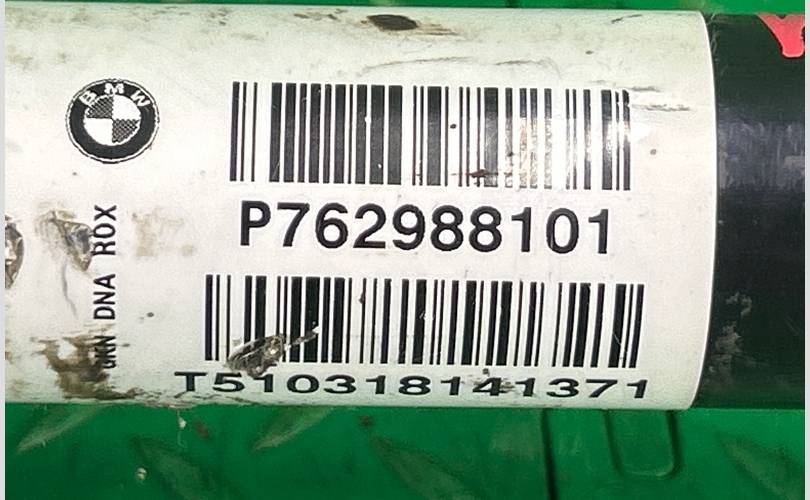 BMW
P762988101
GKN DNA ROX
T510318141371